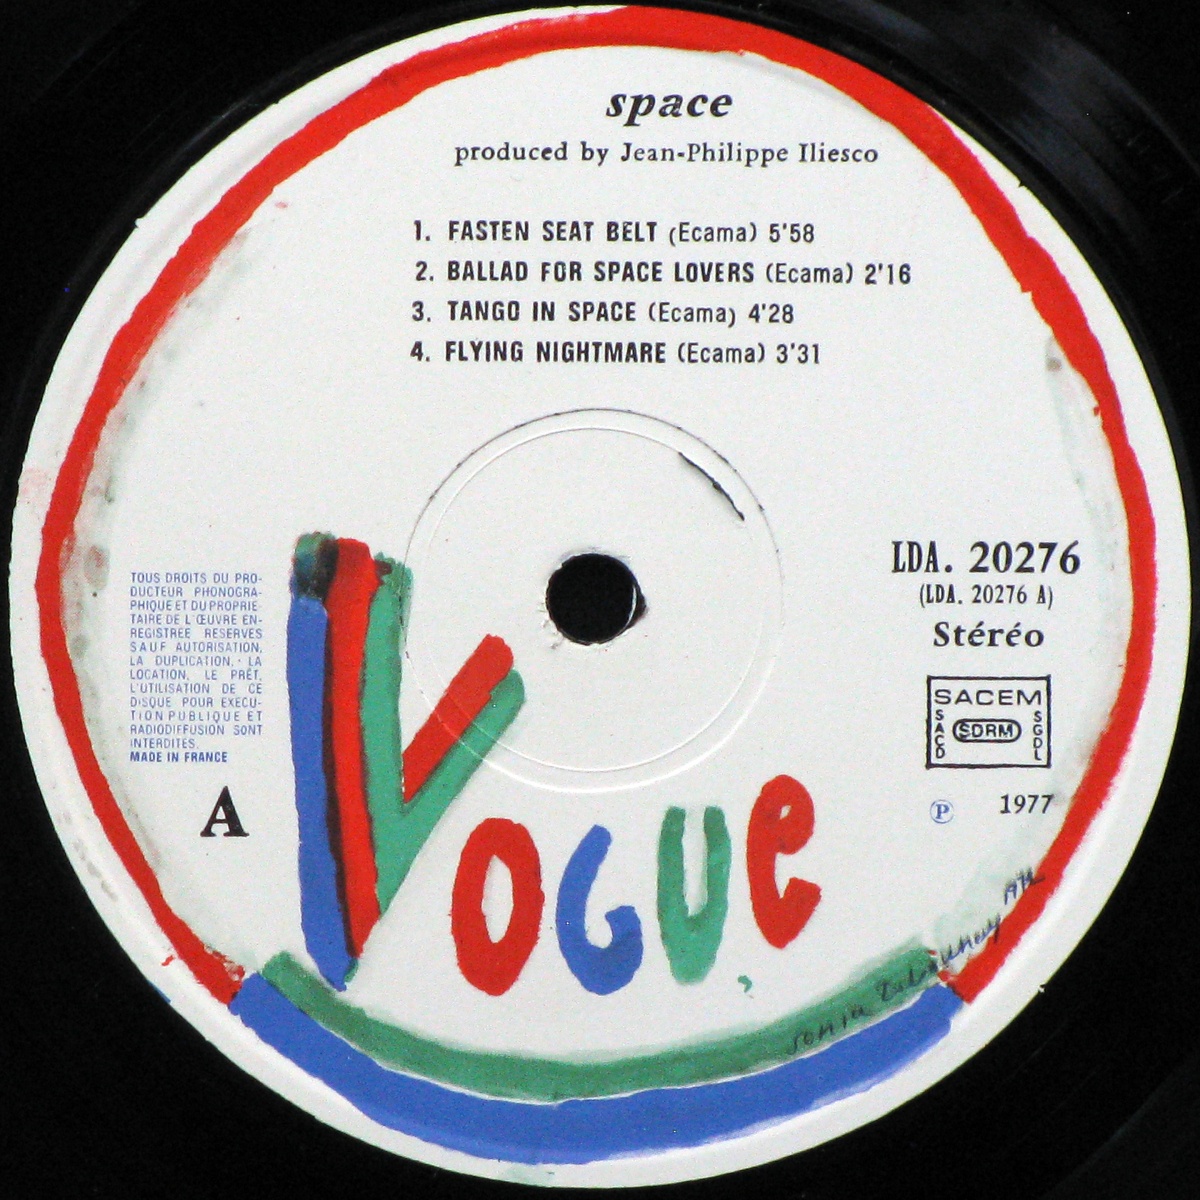 space
produced by Jean-Philippe Iliesco
1. FASTEN SEAT BELT (Ecama) 5'58
2. BALLAD FOR SPACE LOVERS (Ecama) 2'16
3. TANGO IN SPACE (Ecama) 4'28
4. FLYING NIGHTMARE (Ecama) 3'31
LDA. 20276
(LDA. 20276 A)
Stéréo
SACEM
SACD
SDRM
SGDL
℗ 1977
TOUS DROITS DU PRO-
DUCTEUR PHONOGRA-
PHIQUE ET DU PROPRIE-
TAIRE DE L'ŒUVRE EN-
REGISTREE RESERVES
SAUF AUTORISATION,
LA DUPLICATION, LA
LOCATION, LE PRÊT,
L'UTILISATION DE CE
DISQUE POUR EXECU-
TION PUBLIQUE ET
RADIODIFFUSION SONT
INTERDITES.
MADE IN FRANCE
A
VOGUE
sonia Delaunay